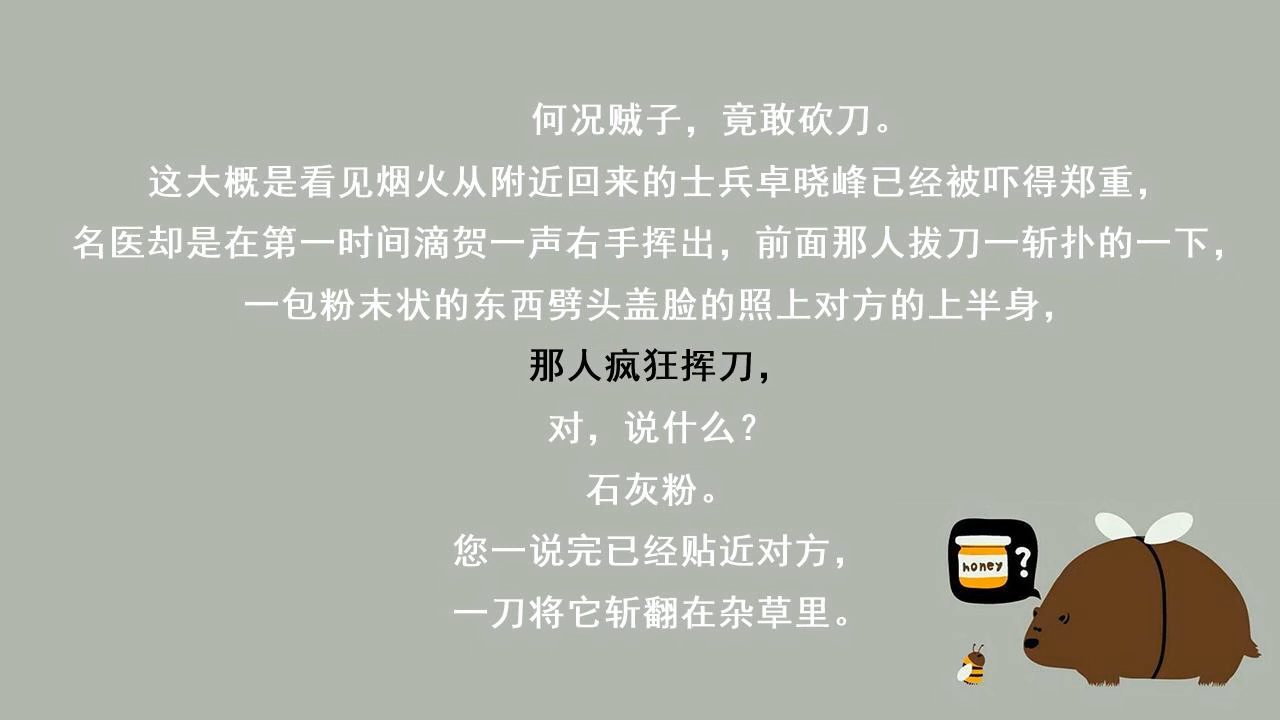 何况贼子，竟敢砍刀。
这大概是看见烟火从附近回来的士兵卓晓峰已经被吓得郑重，
名医却是在第一时间滴贺一声右手挥出，前面那人拔刀一斩扑的一下，
一包粉末状的东西劈头盖脸的照上对方的上半身，
那人疯狂挥刀，
对，说什么？
石灰粉。
您一说完已经贴近对方，
一刀将它斩翻在杂草里。
honey
?